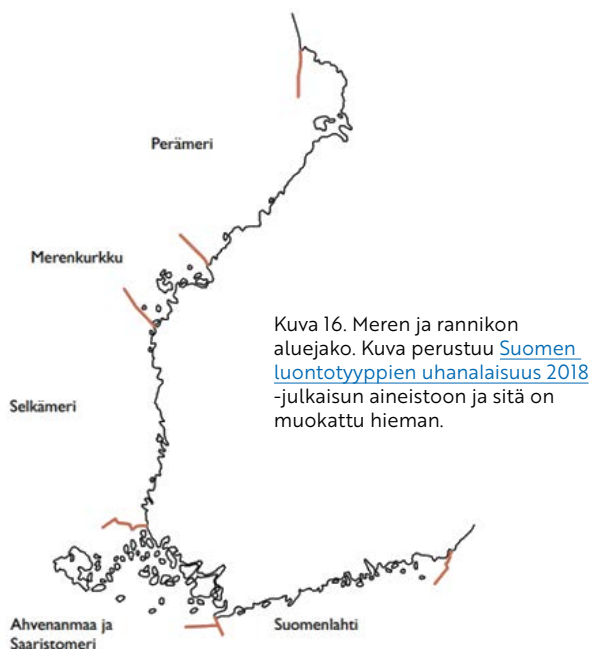 Perämeri
Merenkurkku
Kuva 16. Meren ja rannikon
aluejako. Kuva perustuu Suomen
luontotyyppien uhanalaisuus 2018
-julkaisun aineistoon ja sitä on
muokattu hieman.
Selkämeri
Ahvenanmaa ja
Saaristomeri
Suomenlahti